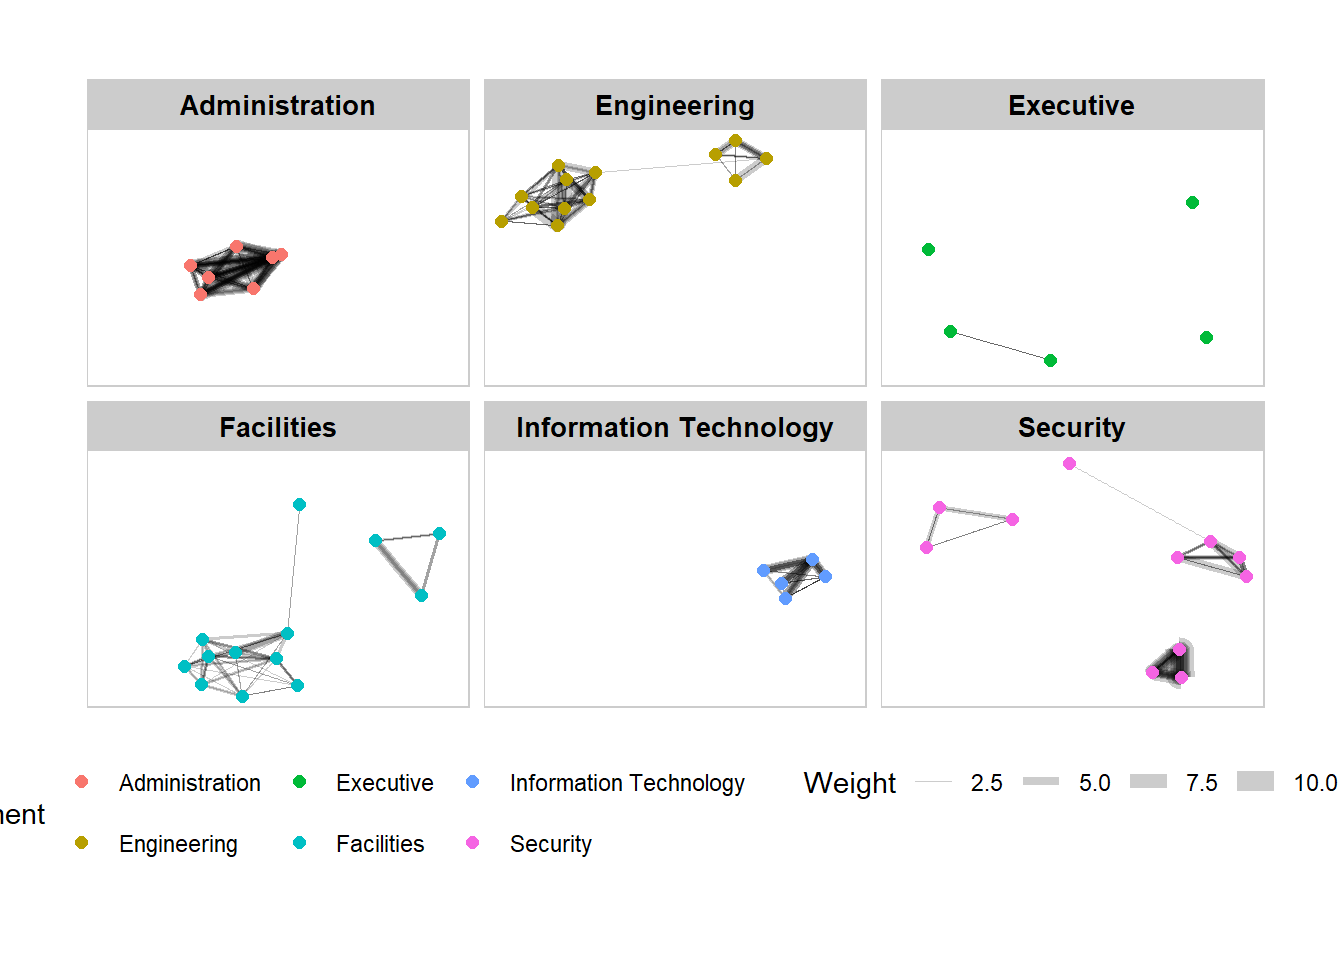 Administration
Engineering
Executive
Facilities
Information Technology
Security
Administration Executive Information Technology Weight 2.5 5.0 7.5 10.0
ment
Engineering Facilities Security